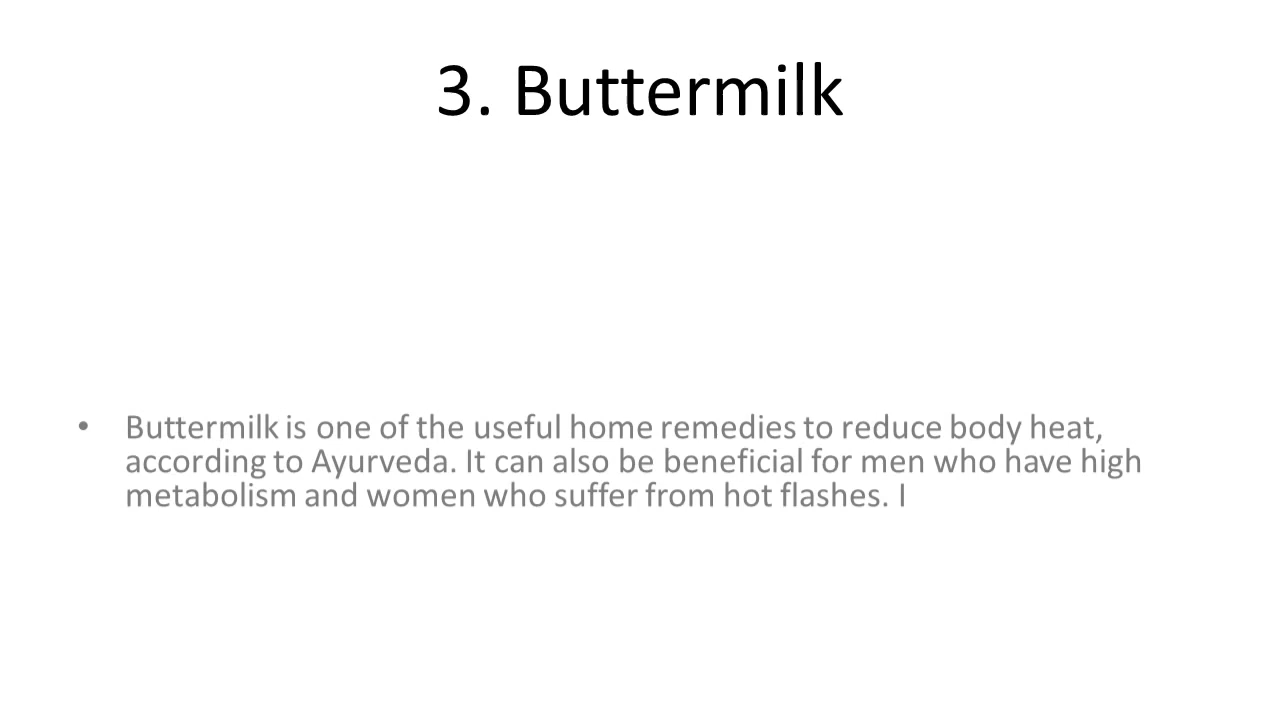 3. Buttermilk
• Buttermilk is one of the useful home remedies to reduce body heat,
according to Ayurveda. It can also be beneficial for men who have high
metabolism and women who suffer from hot flashes. I